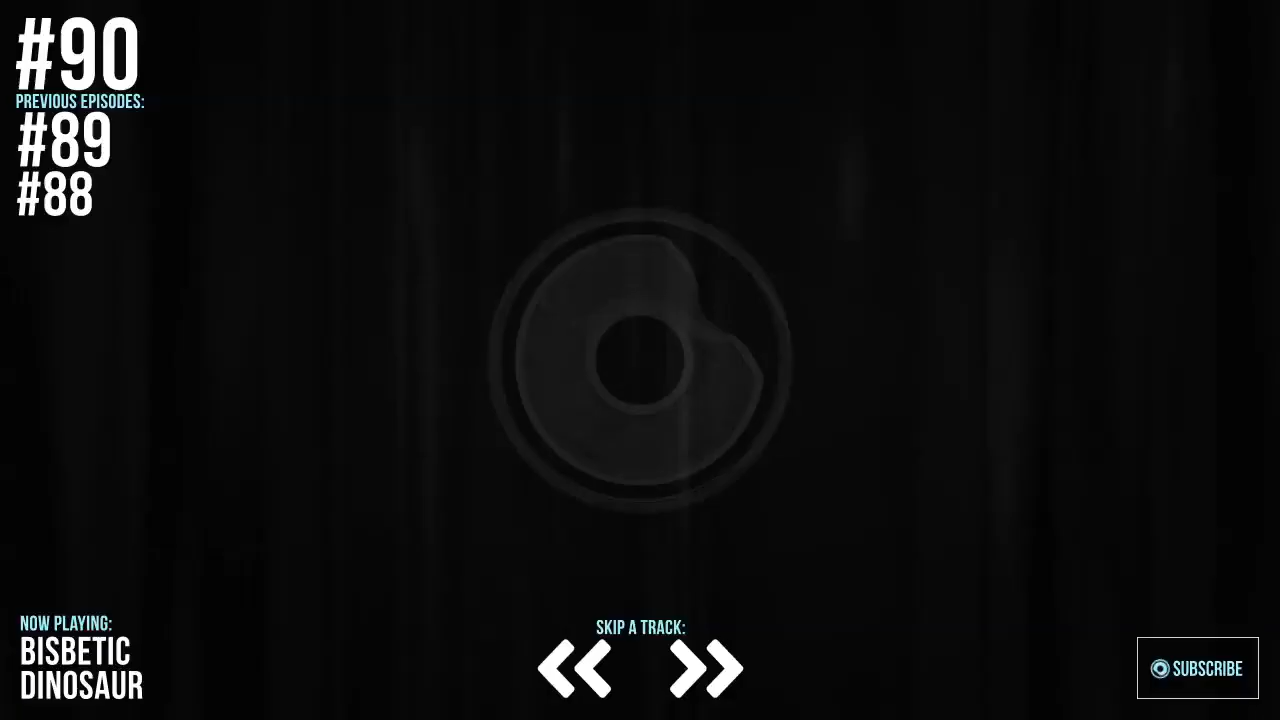 #90
PREVIOUS EPISODES:
#89
#88
NOW PLAYING:
BISBETIC
DINOSAUR
SKIP A TRACK:
SUBSCRIBE